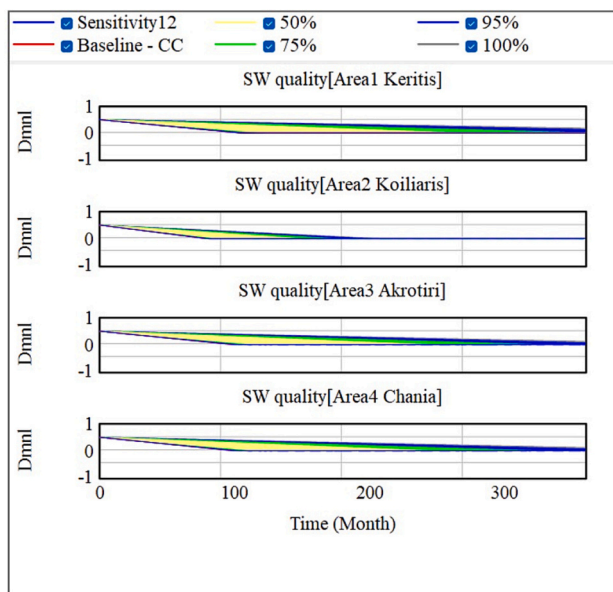 Sensitivity12 50% 95%
Baseline - CC 75% 100%
SW quality[Area1 Keritis]
1
Dmnl
0
-1
SW quality[Area2 Koiliaris]
1
Dmnl
0
-1
SW quality[Area3 Akrotiri]
1
Dmnl
0
-1
SW quality[Area4 Chania]
1
Dmnl
0
-1
0 100 200 300
Time (Month)